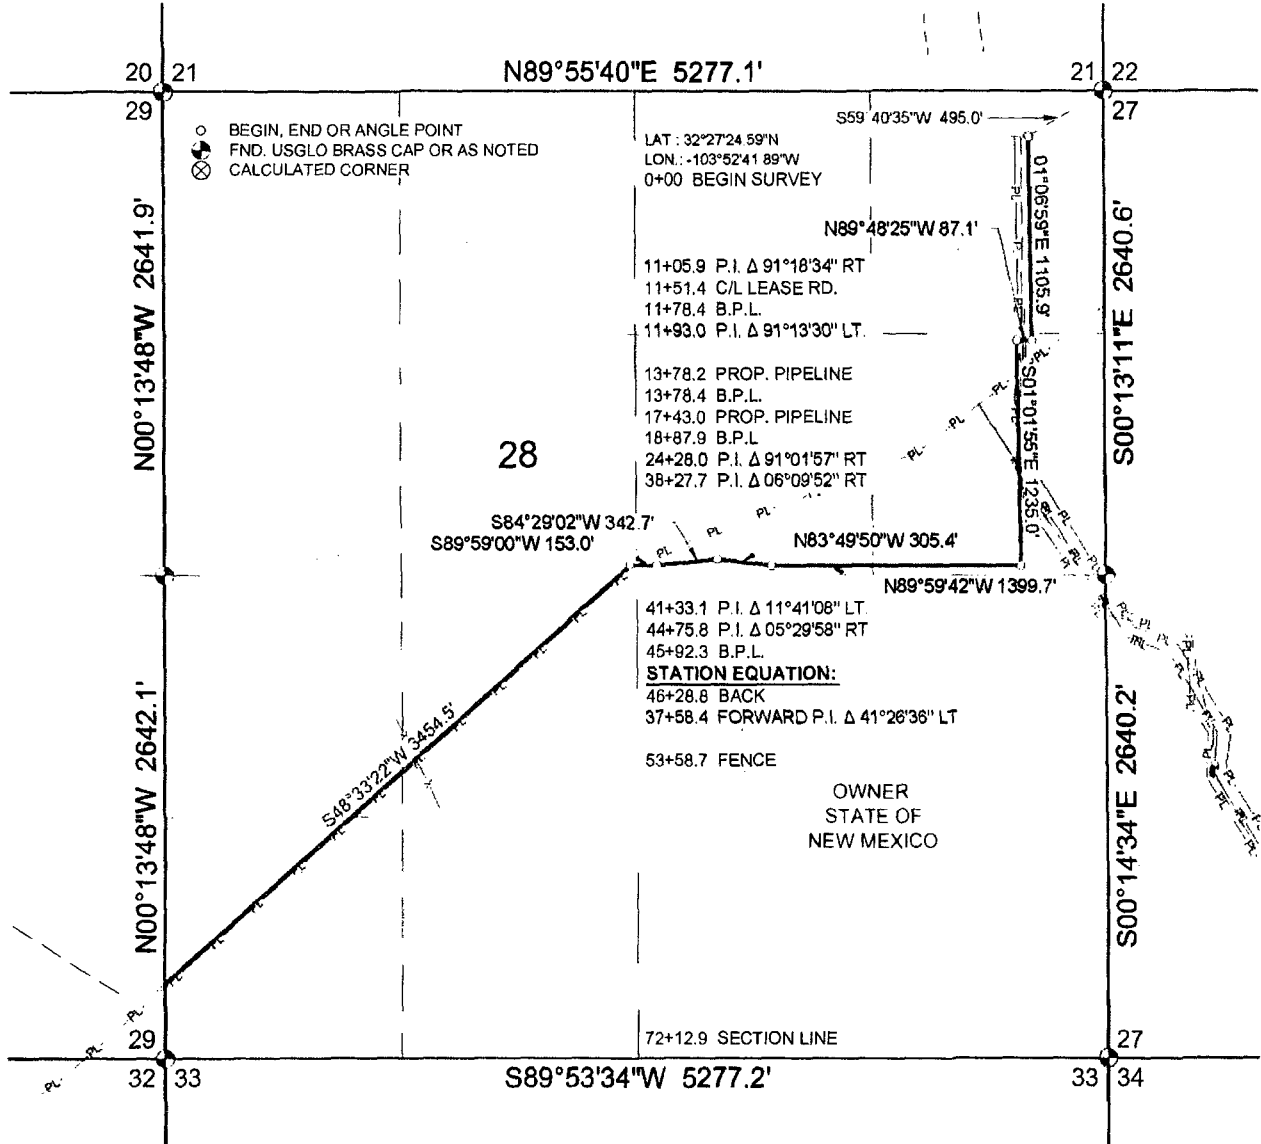 20 21
29
N89°55'40"E 5277.1'
21 22
27
S59 40'35"W 495.0'
BEGIN, END OR ANGLE POINT
FND. USGLO BRASS CAP OR AS NOTED
CALCULATED CORNER
LAT : 32°27'24.59"N
LON.: -103°52'41 89"W
0+00 BEGIN SURVEY
01°06'59"E 1105.9'
N89°48'25"W 87.1'
N00°13'48"W 2641.9'
S00°13'11"E 2640.6'
11+05.9 P.I. Δ 91°18'34" RT
11+51.4 C/L LEASE RD.
11+78.4 B.P.L.
11+93.0 P.I. Δ 91°13'30" LT.
13+78.2 PROP. PIPELINE
13+78.4 B.P.L.
17+43.0 PROP. PIPELINE
18+87.9 B.P.L
24+28.0 P.I. Δ 91°01'57" RT
38+27.7 P.I. Δ 06°09'52" RT
S01°01'55"E 1235.0'
28
S84°29'02"W 342.7'
S89°59'00"W 153.0'
N83°49'50"W 305.4'
N89°59'42"W 1399.7'
41+33.1 P.I. Δ 11°41'08" LT.
44+75.8 P.I. Δ 05°29'58" RT
45+92.3 B.P.L.
STATION EQUATION:
46+28.8 BACK
37+58.4 FORWARD P.I. Δ 41°26'36" LT
53+58.7 FENCE
S48°33'22"W 3454.5'
N00°13'48"W 2642.1'
S00°14'34"E 2640.2'
OWNER
STATE OF
NEW MEXICO
PL
PL
PL
PL
PL
PL
PL
72+12.9 SECTION LINE
29
32 33
S89°53'34"W 5277.2'
27
33 34